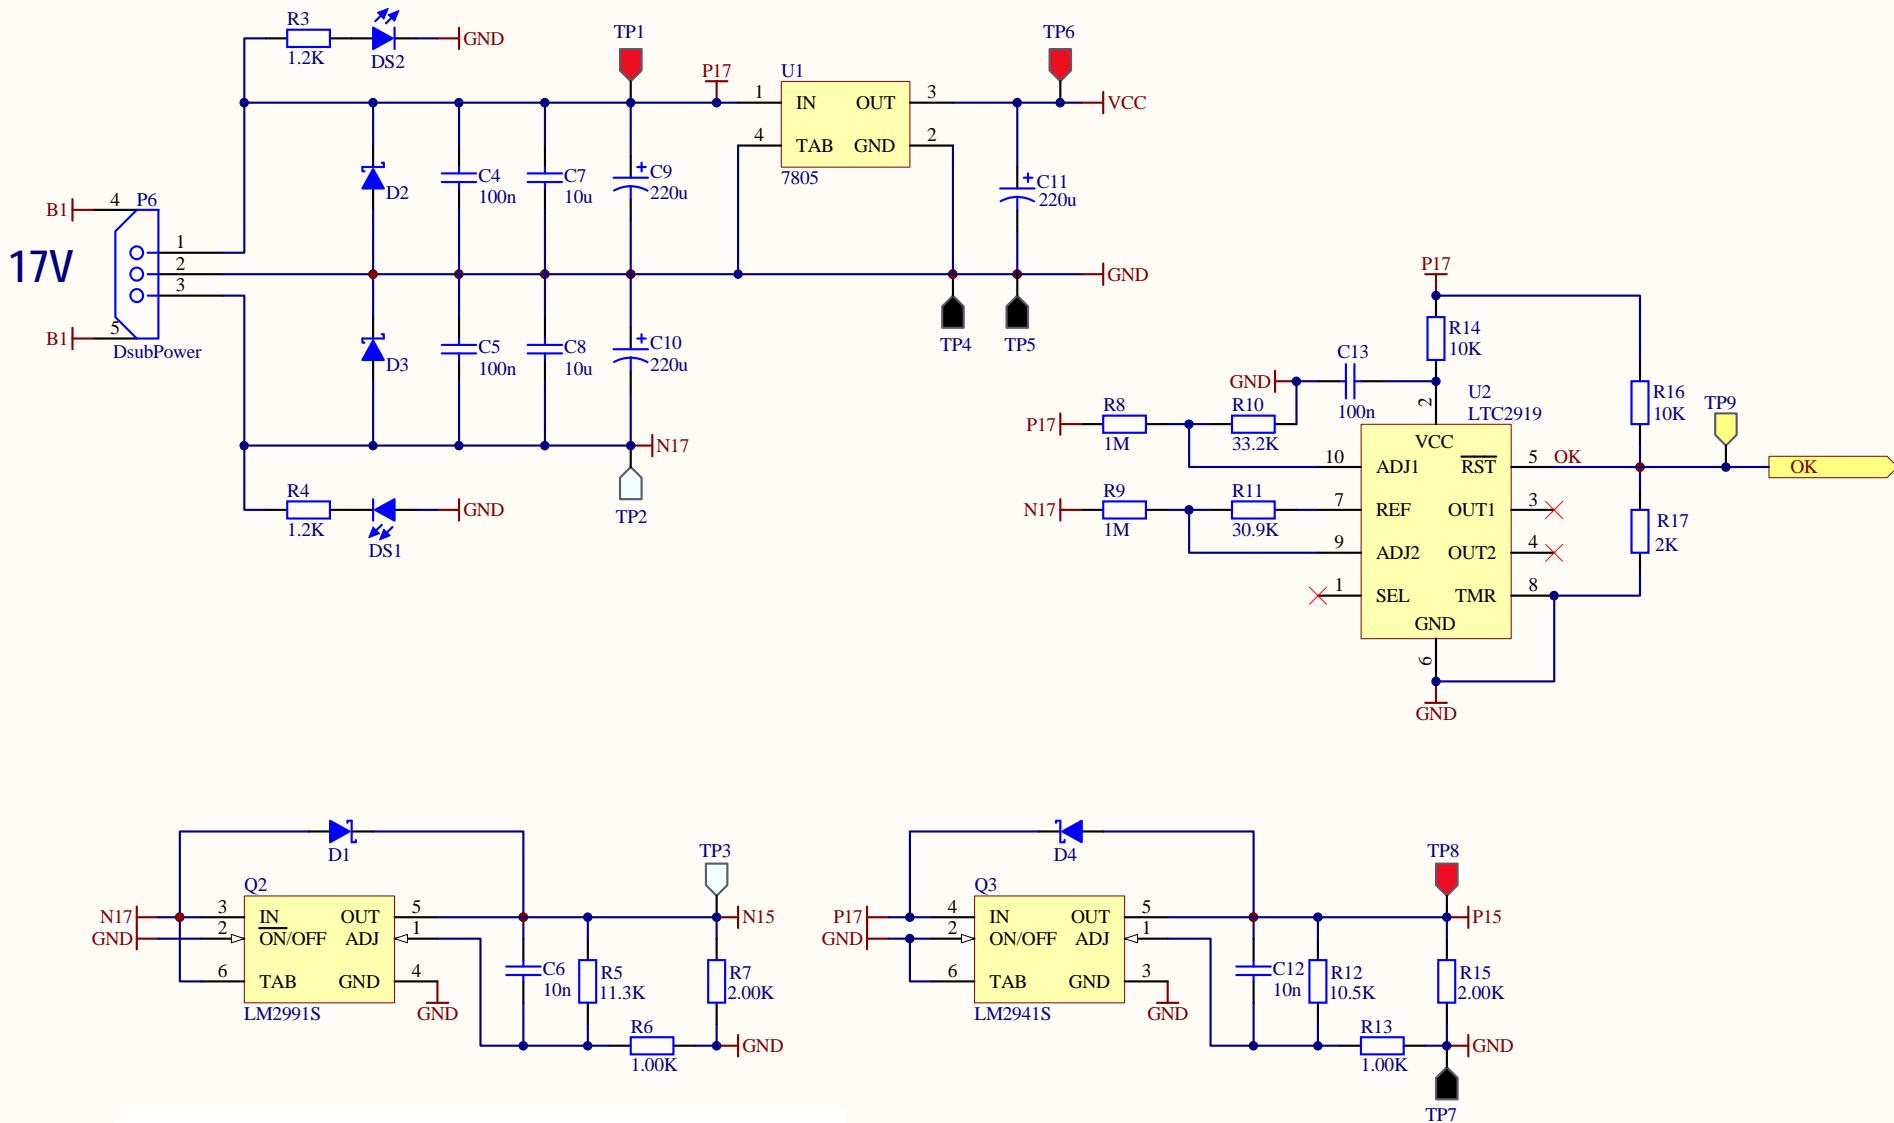 R3
1.2K
DS2
GND
TP1
P17
U1
1
IN
OUT
3
4
TAB
GND
2
7805
TP6
VCC
D2
C4
100n
C7
10u
C9
220u
C11
220u
B1
4
P6
17V
1
2
3
B1
5
DsubPower
GND
TP4
TP5
D3
C5
100n
C8
10u
C10
220u
N17
TP2
R4
1.2K
DS1
GND
P17
R14
10K
C13
100n
GND
R16
10K
TP9
U2
LTC2919
2
VCC
P17
R8
1M
R10
33.2K
10
ADJ1
RST
5
OK
OK
N17
R9
1M
R11
30.9K
7
REF
OUT1
3
R17
2K
9
ADJ2
OUT2
4
1
SEL
TMR
8
GND
6
GND
D1
TP3
Q2
N17
3
IN
OUT
5
N15
GND
2
ON/OFF
ADJ
1
6
TAB
GND
4
GND
LM2991S
C6
10n
R5
11.3K
R7
2.00K
R6
1.00K
GND
D4
TP8
Q3
P17
4
IN
OUT
5
P15
GND
2
ON/OFF
ADJ
1
6
TAB
GND
3
GND
LM2941S
C12
10n
R12
10.5K
R15
2.00K
R13
1.00K
GND
TP7